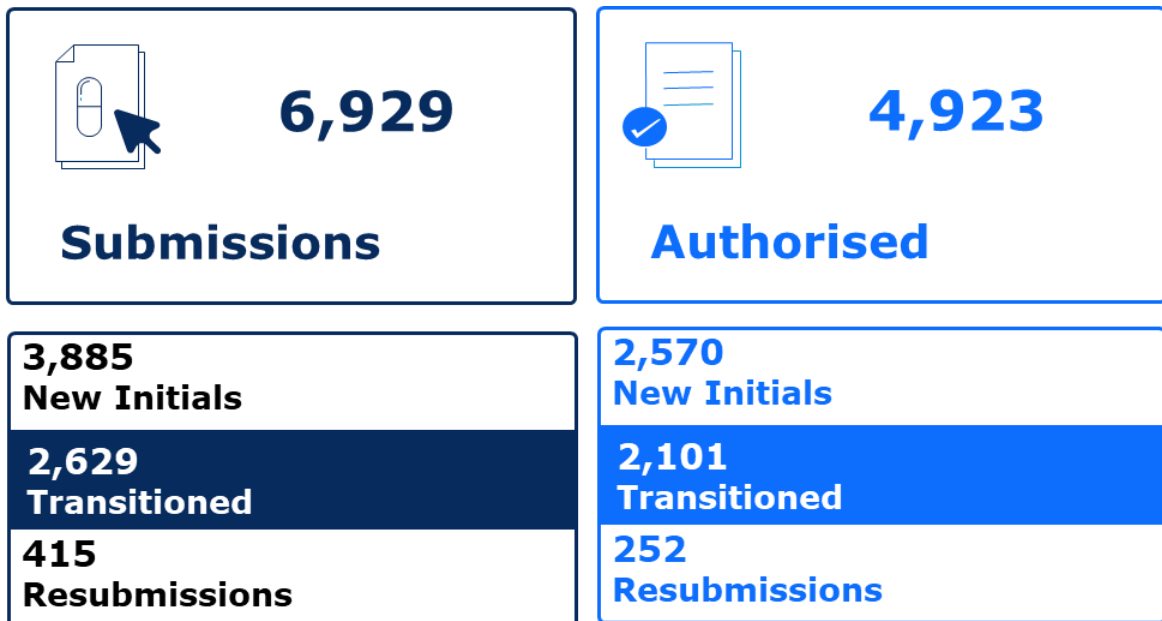 6,929
Submissions
4,923
Authorised
3,885
New Initials
2,629
Transitioned
415
Resubmissions
2,570
New Initials
2,101
Transitioned
252
Resubmissions